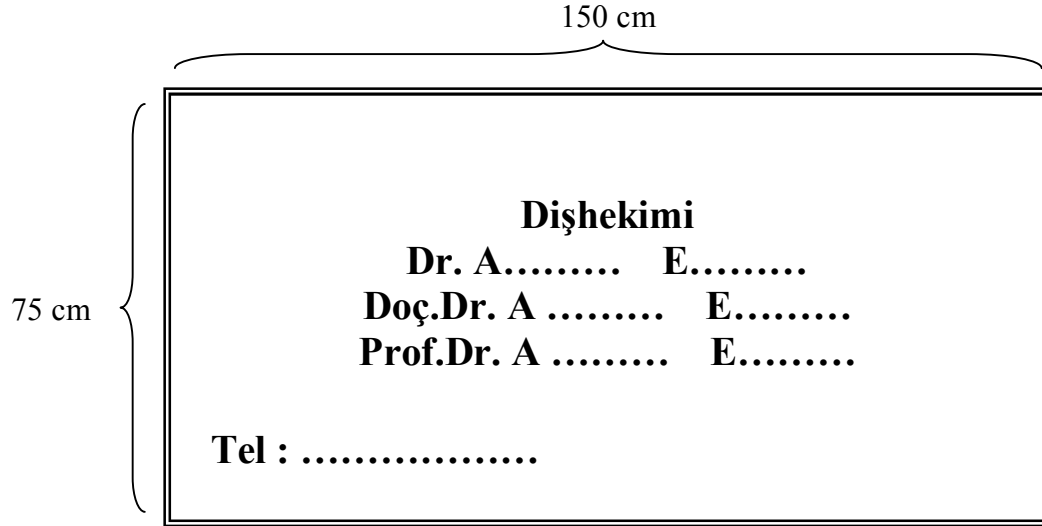 150 cm
Dişhekimi
Dr. A......... E.........
75 cm
Doç.Dr. A ......... E.........
Prof.Dr. A ......... E.........
Tel : ..................